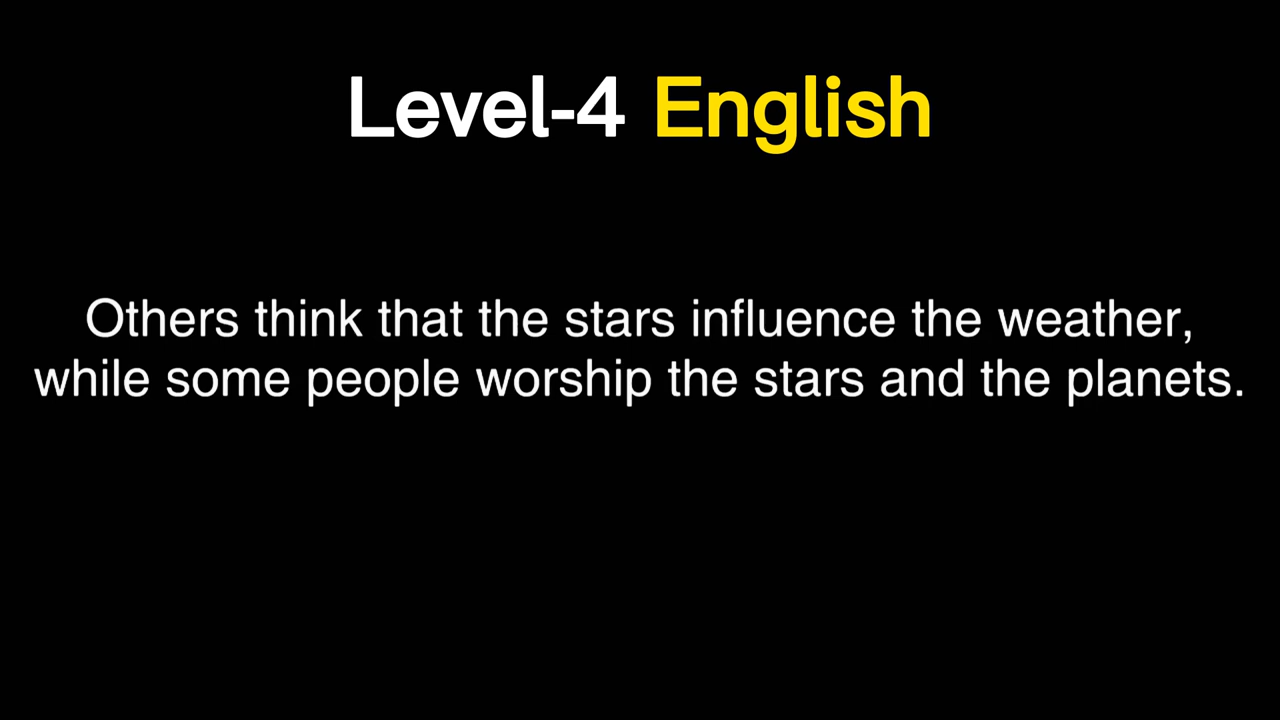 Level-4 English
Others think that the stars influence the weather,
while some people worship the stars and the planets.